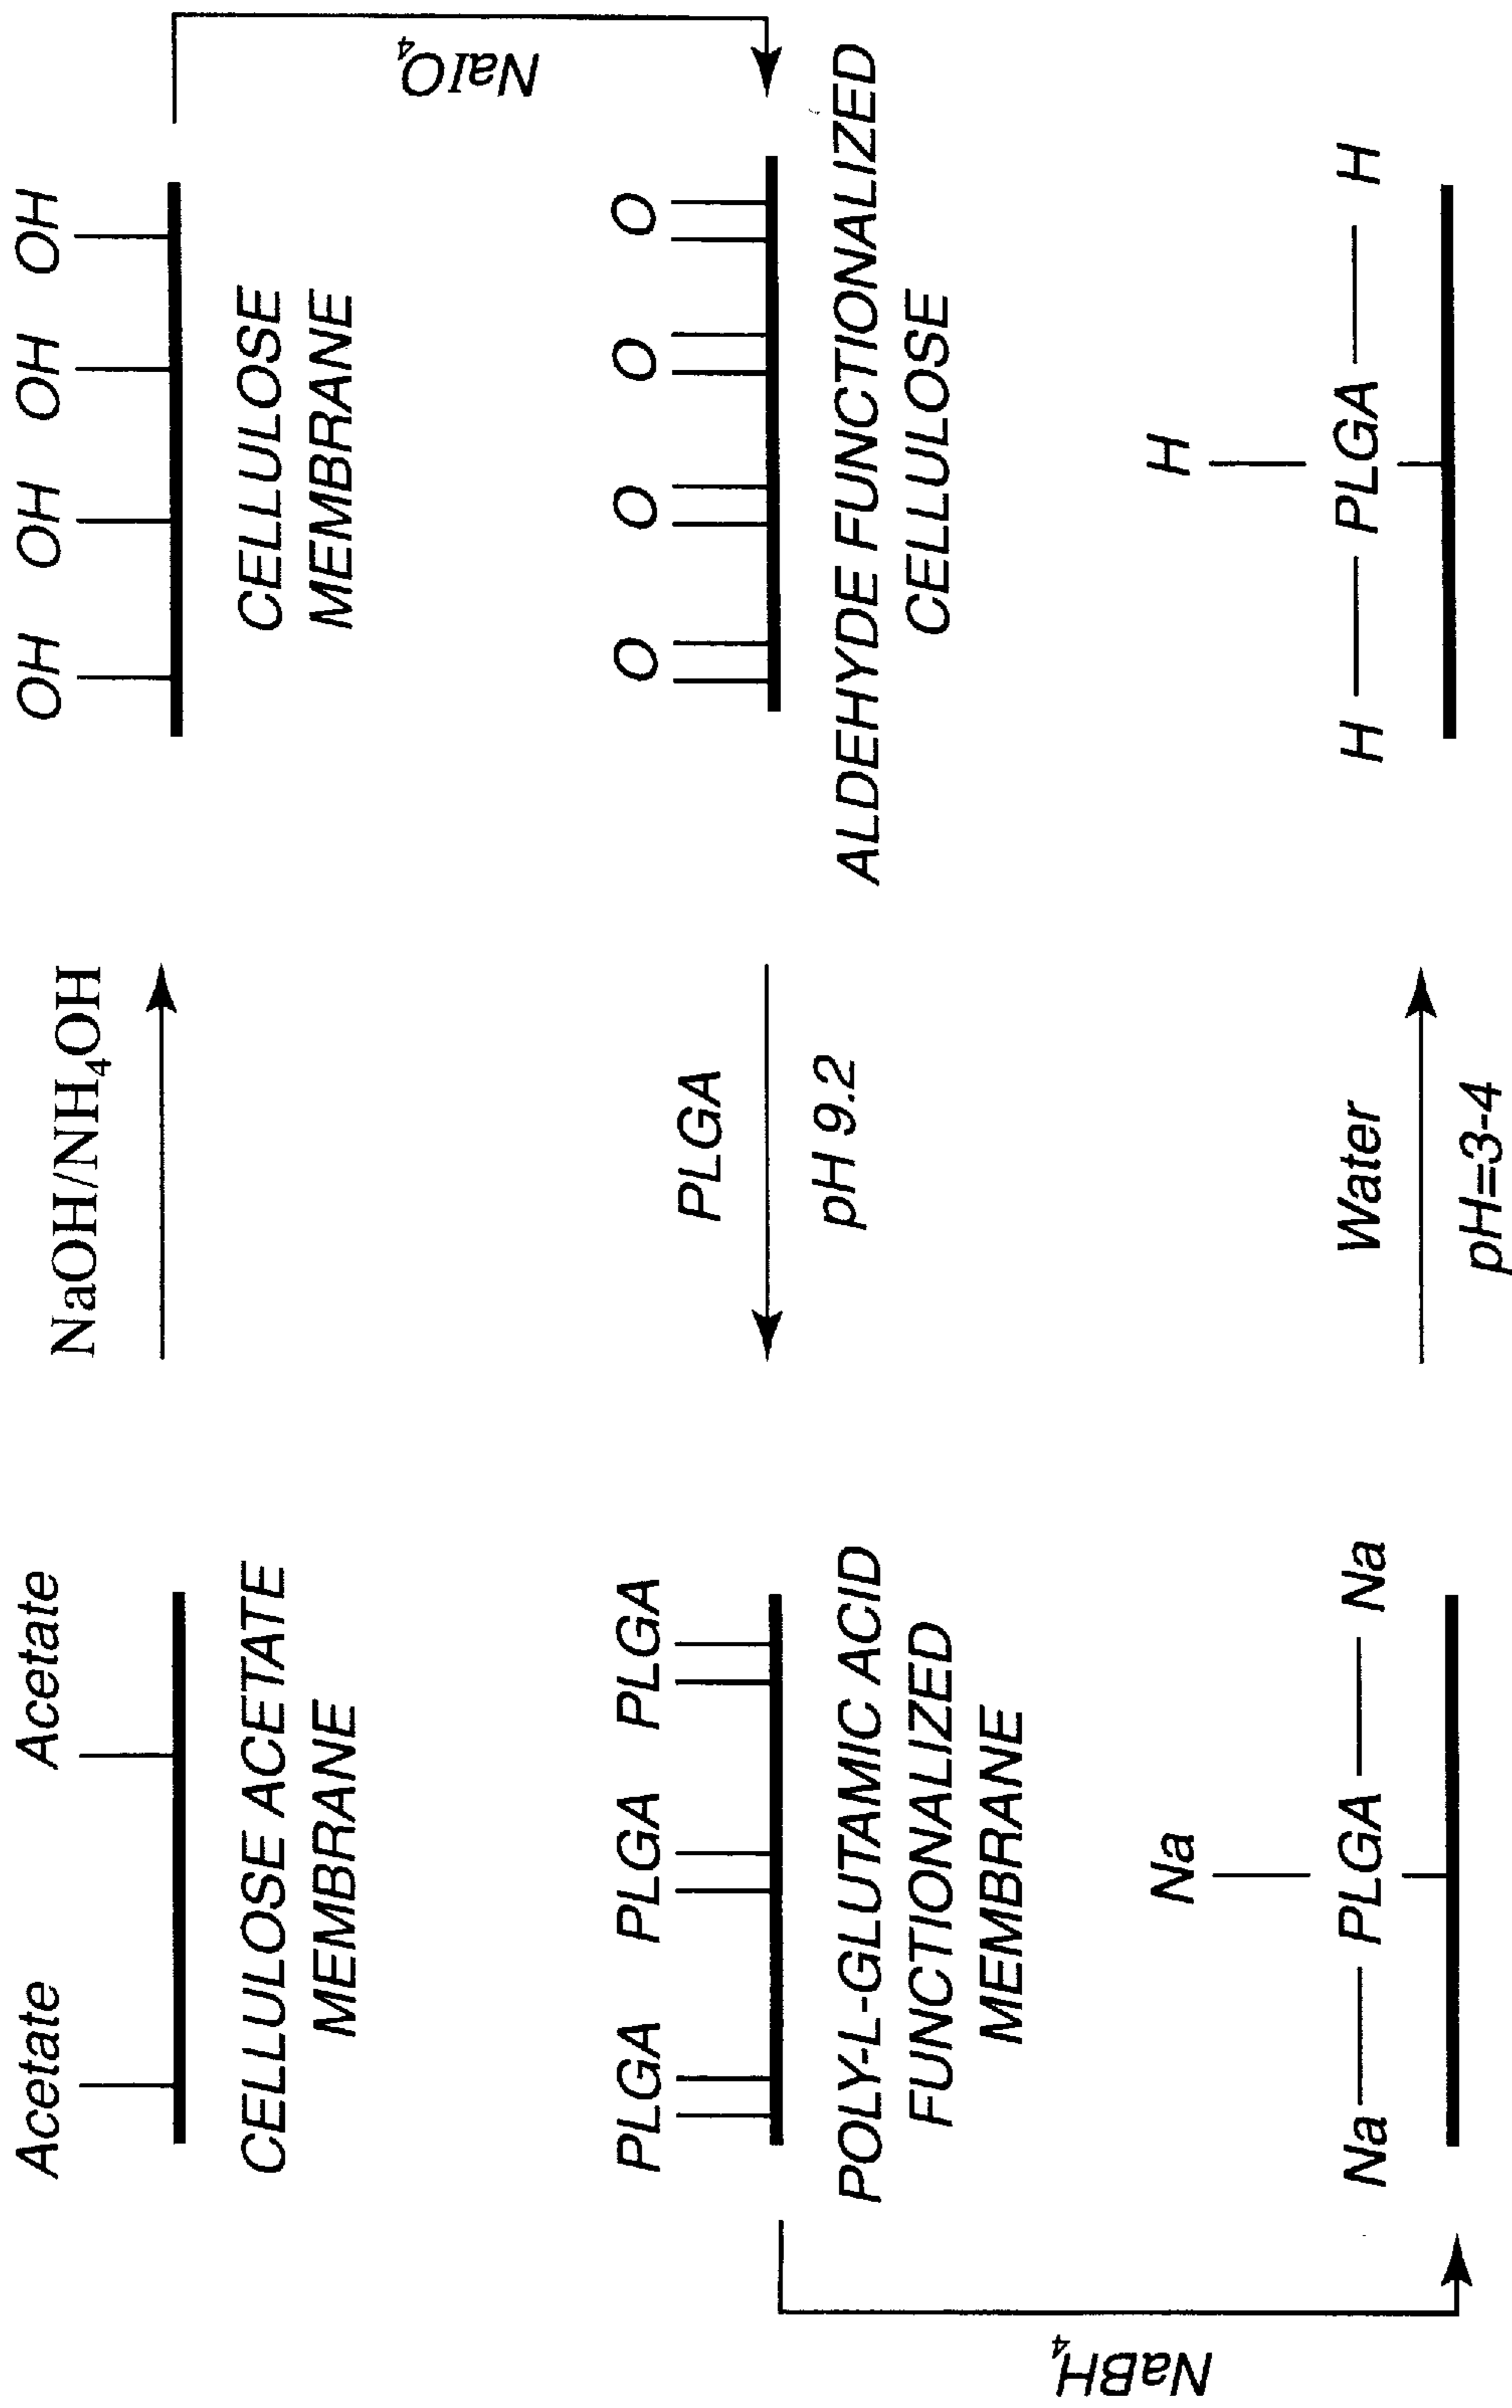 Acetate Acetate
CELLULOSE ACETATE
MEMBRANE
NaOH/NH₄OH
OH OH OH OH
CELLULOSE
MEMBRANE
NaIO₄
O O O O
ALDEHYDE FUNCTIONALIZED
CELLULOSE
PLGA
pH 9.2
PLGA PLGA PLGA
POLY-L-GLUTAMIC ACID
FUNCTIONALIZED
MEMBRANE
NaBH₄
Na
Na — PLGA — Na
Water
pH=3-4
H
H — PLGA — H